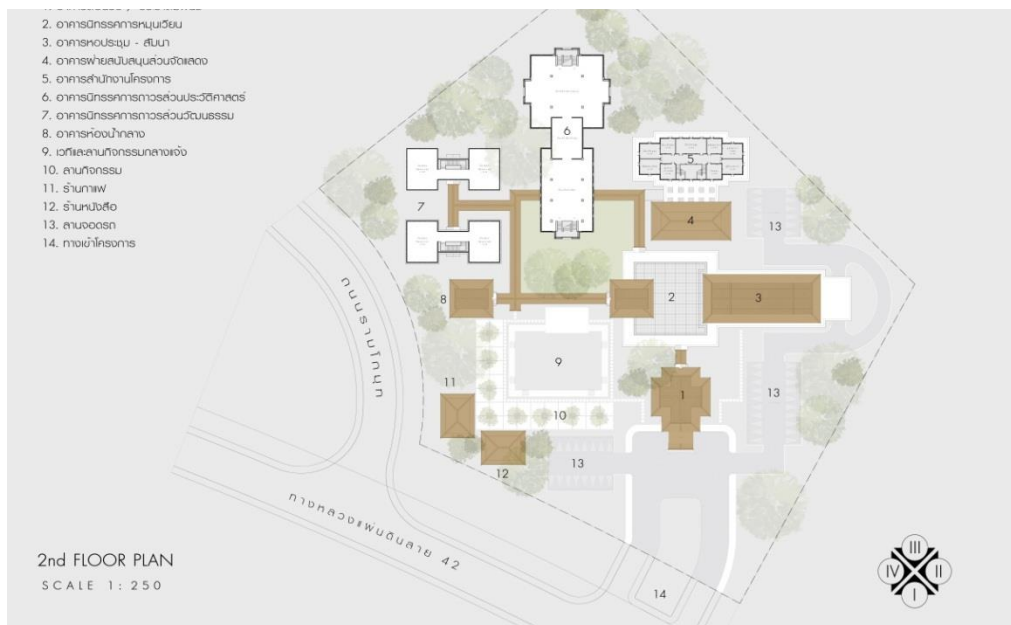 2. อาคารนิทรรศการหมุนเวียน
3. อาคารหอประชุม - สัมนา
4. อาคารฝ่ายสนับสนุนส่วนจัดแสดง
5. อาคารสำนักงานโครงการ
6. อาคารนิทรรศการถาวรส่วนประวัติศาสตร์
7. อาคารนิทรรศการถาวรส่วนวัฒนธรรม
8. อาคารห้องน้ำกลาง
9. เวทีและลานกิจกรรมกลางแจ้ง
10. ลานกิจกรรม
11. ร้านกาแฟ
12. ร้านหนังสือ
13. ลานจอดรถ
14. ทางเข้าโครงการ
6
5
7
4
13
8
2
3
9
11
1
13
10
12
13
14
ถนนรามโกมุท
ทางหลวงแผ่นดินสาย 42
2nd FLOOR PLAN
SCALE 1: 250
III
IV
II
I